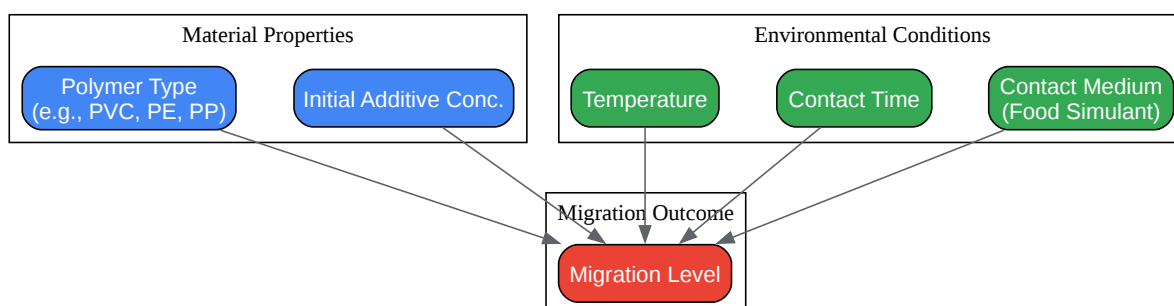 Material Properties
Environmental Conditions
Polymer Type
(e.g., PVC, PE, PP)
Initial Additive Conc.
Temperature
Contact Time
Contact Medium
(Food Simulant)
Migration Outcome
Migration Level